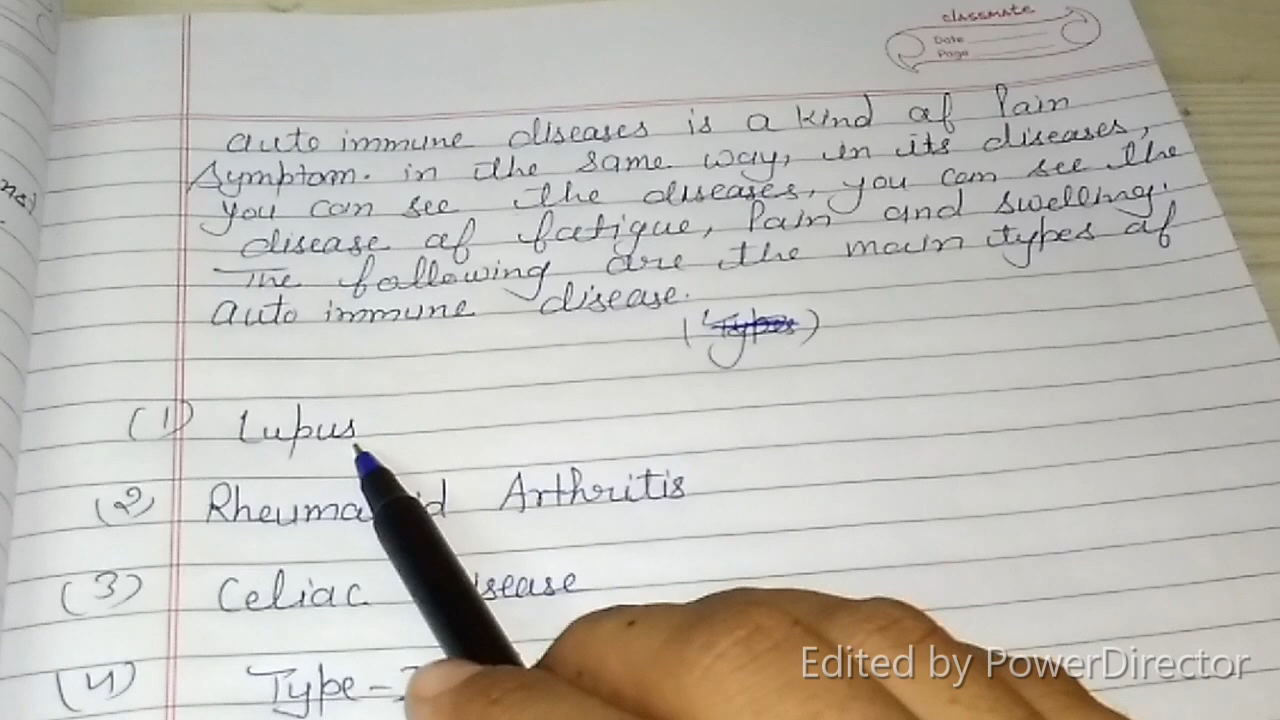 classmate
Date
Page
auto immune diseases is a kind of Pain
Symptom. in the same way, in its diseases,
you can see the diseases, you can see the
disease of fatigue, Pain and swelling.
The following are the main types of
auto immune disease.
(Types)
(1) Lupus
(2) Rheuma id Arthritis
(3) Celiac isease
(4) Type-
Edited by PowerDirector